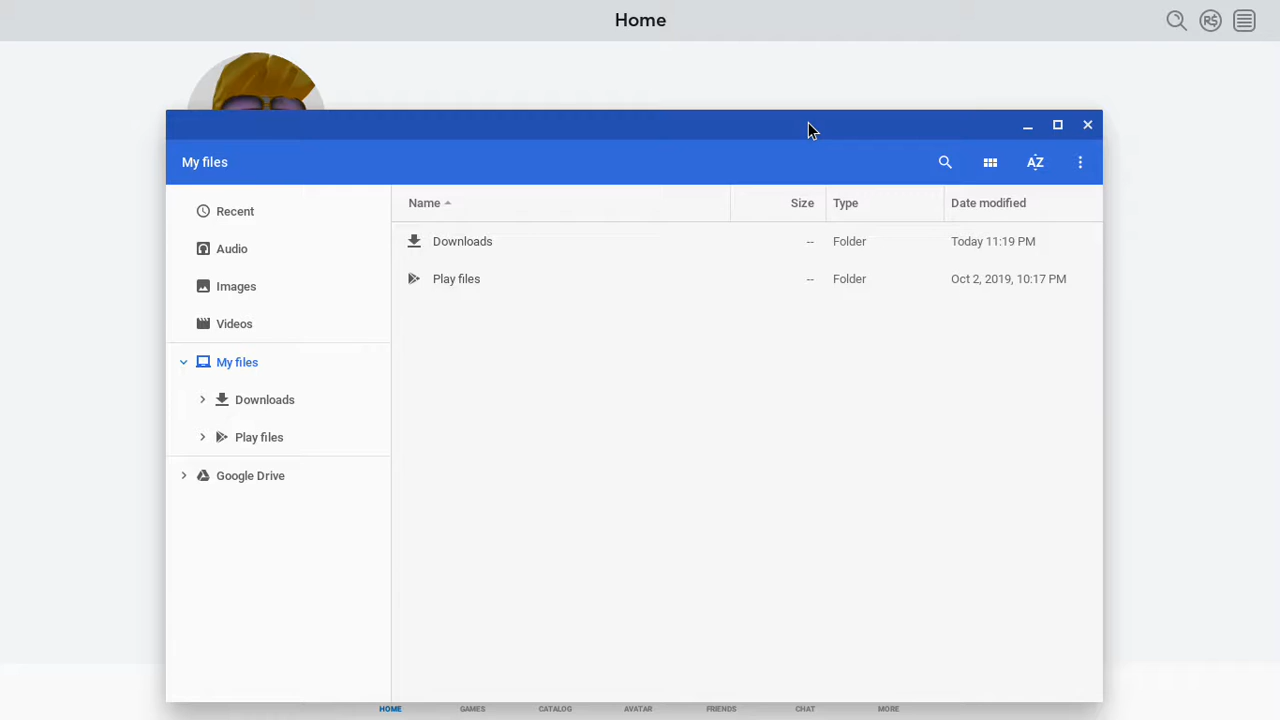 Home
R$
My files
AZ
Recent
Audio
Images
Videos
My files
Downloads
Play files
Google Drive
Name Size Type Date modified
Downloads -- Folder Today 11:19 PM
Play files -- Folder Oct 2, 2019, 10:17 PM
HOME GAMES CATALOG AVATAR FRIENDS CHAT MORE